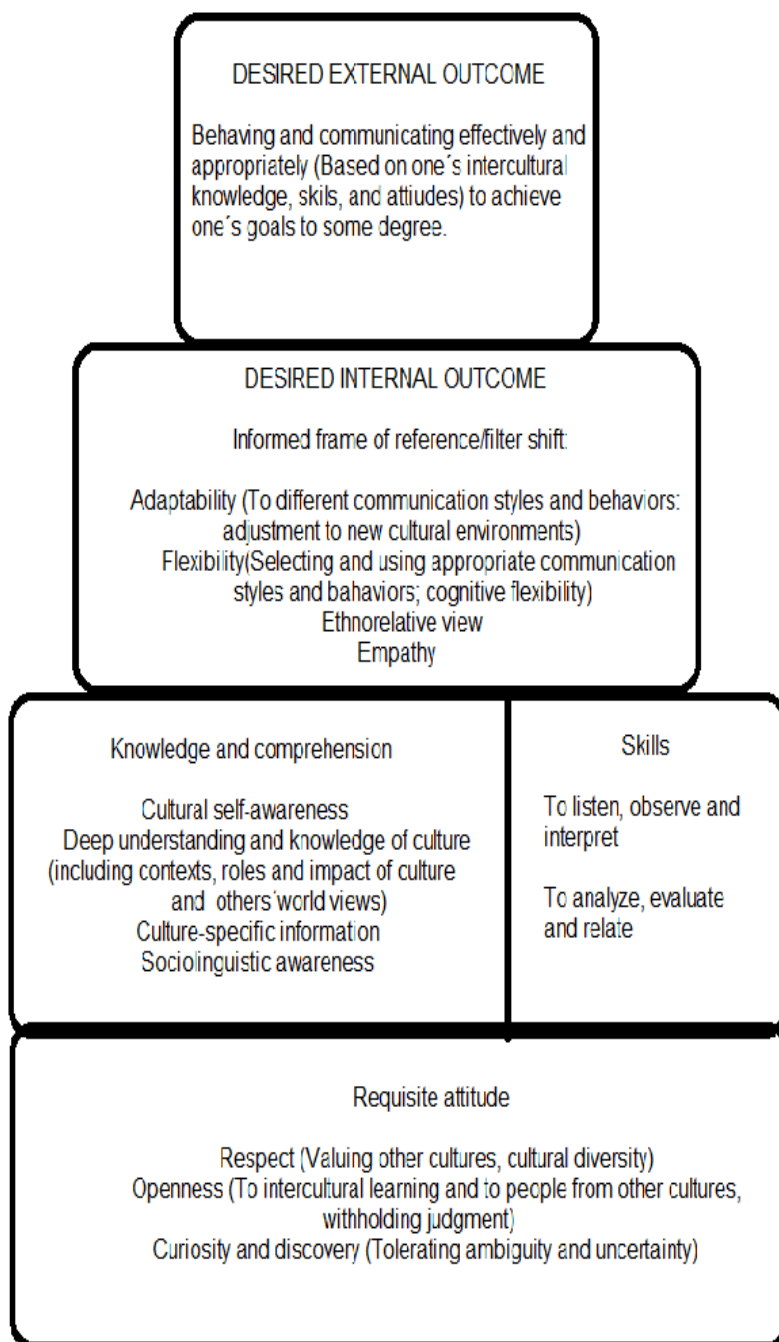 DESIRED EXTERNAL OUTCOME
Behaving and communicating effectively and
appropriately (Based on one´s intercultural
knowledge, skils, and attiudes) to achieve
one´s goals to some degree.
DESIRED INTERNAL OUTCOME
Informed frame of reference/filter shift:
Adaptability (To different communication styles and behaviors:
adjustment to new cultural environments)
Flexibility(Selecting and using appropriate communication
styles and bahaviors; cognitive flexibility)
Ethnorelative view
Empathy
Knowledge and comprehension
Cultural self-awareness
Deep understanding and knowledge of culture
(including contexts, roles and impact of culture
and others´world views)
Culture-specific information
Sociolinguistic awareness
Skills
To listen, observe and
interpret
To analyze, evaluate
and relate
Requisite attitude
Respect (Valuing other cultures, cultural diversity)
Openness (To intercultural learning and to people from other cultures,
withholding judgment)
Curiosity and discovery (Tolerating ambiguity and uncertainty)